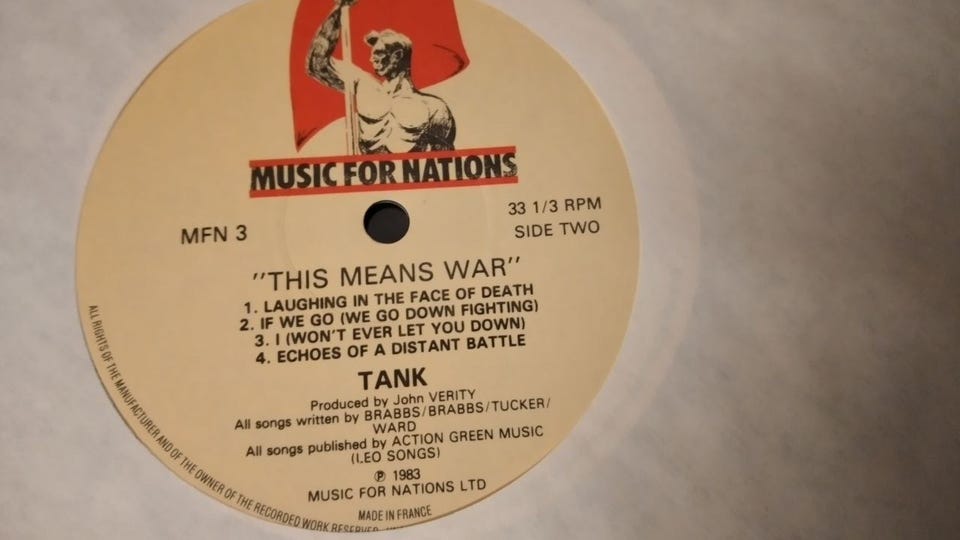 MUSIC FOR NATIONS
MFN 3
33 1/3 RPM
SIDE TWO
"THIS MEANS WAR"
1. LAUGHING IN THE FACE OF DEATH
2. IF WE GO (WE GO DOWN FIGHTING)
3. I (WON'T EVER LET YOU DOWN)
4. ECHOES OF A DISTANT BATTLE
TANK
Produced by John VERITY
All songs written by BRABBS/BRABBS/TUCKER/
WARD
All songs published by ACTION GREEN MUSIC
(LEO SONGS)
℗ 1983
MUSIC FOR NATIONS LTD
MADE IN FRANCE
ALL RIGHTS OF THE MANUFACTURER AND OF THE OWNER OF THE RECORDED WORK RESERVED